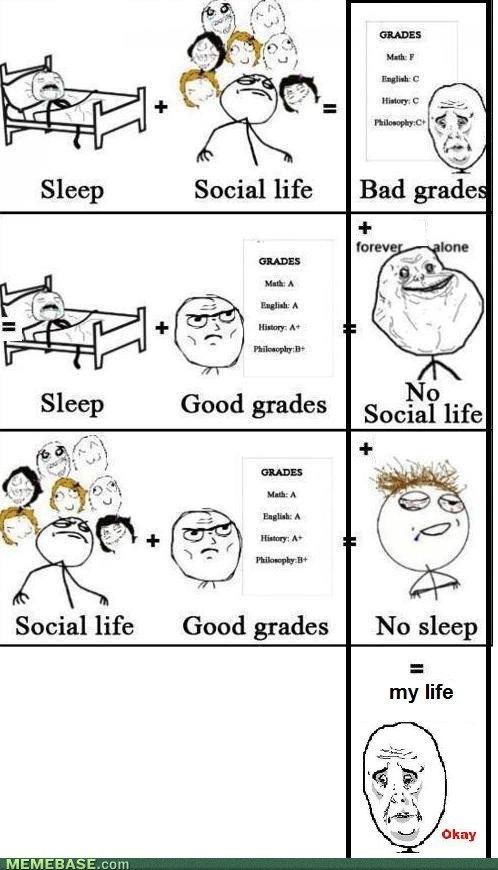 GRADES
Math: F
English: C
History: C
Philosophy:C+
+
=
Sleep
Social life
Bad grades
+
forever alone
GRADES
Math: A
English: A
History: A+
Philosophy:B+
=
+
=
Sleep
Good grades
No
Social life
+
GRADES
Math: A
English: A
History: A+
Philosophy:B+
+
=
Social life
Good grades
No sleep
=
my life
Okay
MEMEBASE.com